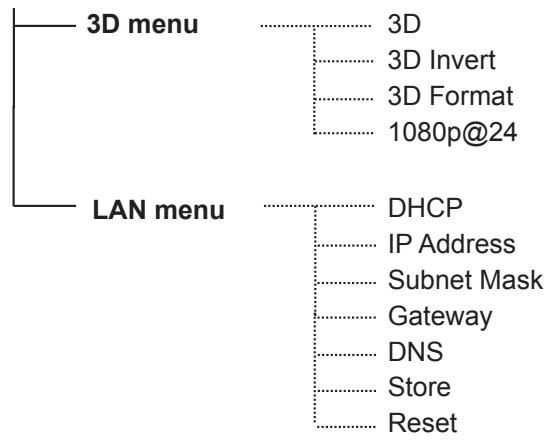 3D menu 3D
3D Invert
3D Format
1080p@24
LAN menu DHCP
IP Address
Subnet Mask
Gateway
DNS
Store
Reset